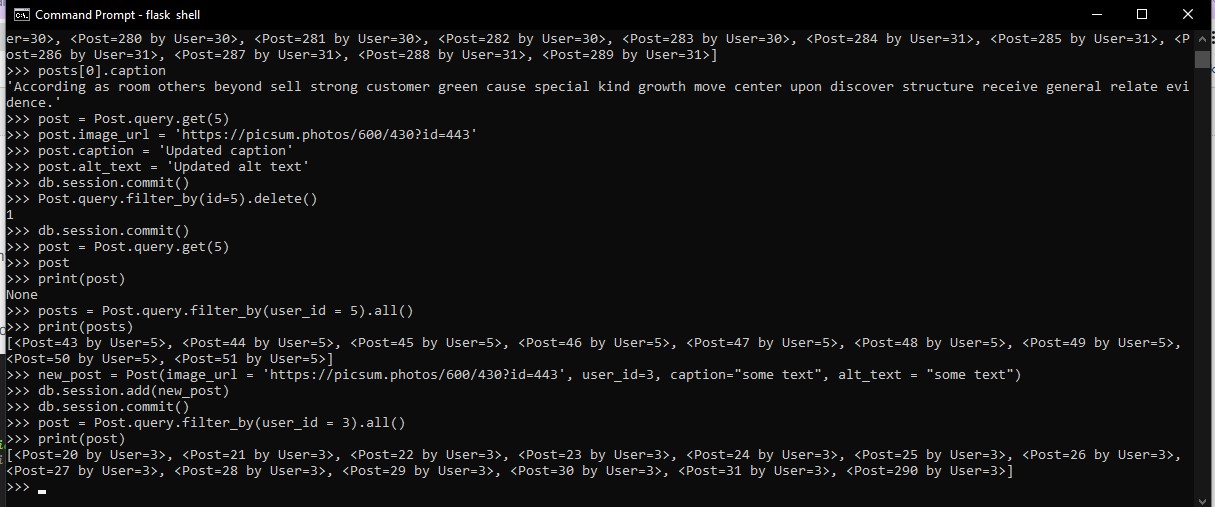 Command Prompt - flask shell
er=30>, <Post=280 by User=30>, <Post=281 by User=30>, <Post=282 by User=30>, <Post=283 by User=30>, <Post=284 by User=31>, <Post=285 by User=31>, <P
ost=286 by User=31>, <Post=287 by User=31>, <Post=288 by User=31>, <Post=289 by User=31>]
>>> posts[0].caption
'According as room others beyond sell strong customer green cause special kind growth move center upon discover structure receive general relate evi
dence.'
>>> post = Post.query.get(5)
>>> post.image_url = 'https://picsum.photos/600/430?id=443'
>>> post.caption = 'Updated caption'
>>> post.alt_text = 'Updated alt text'
>>> db.session.commit()
>>> Post.query.filter_by(id=5).delete()
1
>>> db.session.commit()
>>> post = Post.query.get(5)
>>> post
>>> print(post)
None
>>> posts = Post.query.filter_by(user_id = 5).all()
>>> print(posts)
[<Post=43 by User=5>, <Post=44 by User=5>, <Post=45 by User=5>, <Post=46 by User=5>, <Post=47 by User=5>, <Post=48 by User=5>, <Post=49 by User=5>,
<Post=50 by User=5>, <Post=51 by User=5>]
>>> new_post = Post(image_url = 'https://picsum.photos/600/430?id=443', user_id=3, caption="some text", alt_text = "some text")
>>> db.session.add(new_post)
>>> db.session.commit()
>>> post = Post.query.filter_by(user_id = 3).all()
>>> print(post)
[<Post=20 by User=3>, <Post=21 by User=3>, <Post=22 by User=3>, <Post=23 by User=3>, <Post=24 by User=3>, <Post=25 by User=3>, <Post=26 by User=3>,
<Post=27 by User=3>, <Post=28 by User=3>, <Post=29 by User=3>, <Post=30 by User=3>, <Post=31 by User=3>, <Post=290 by User=3>]
>>>